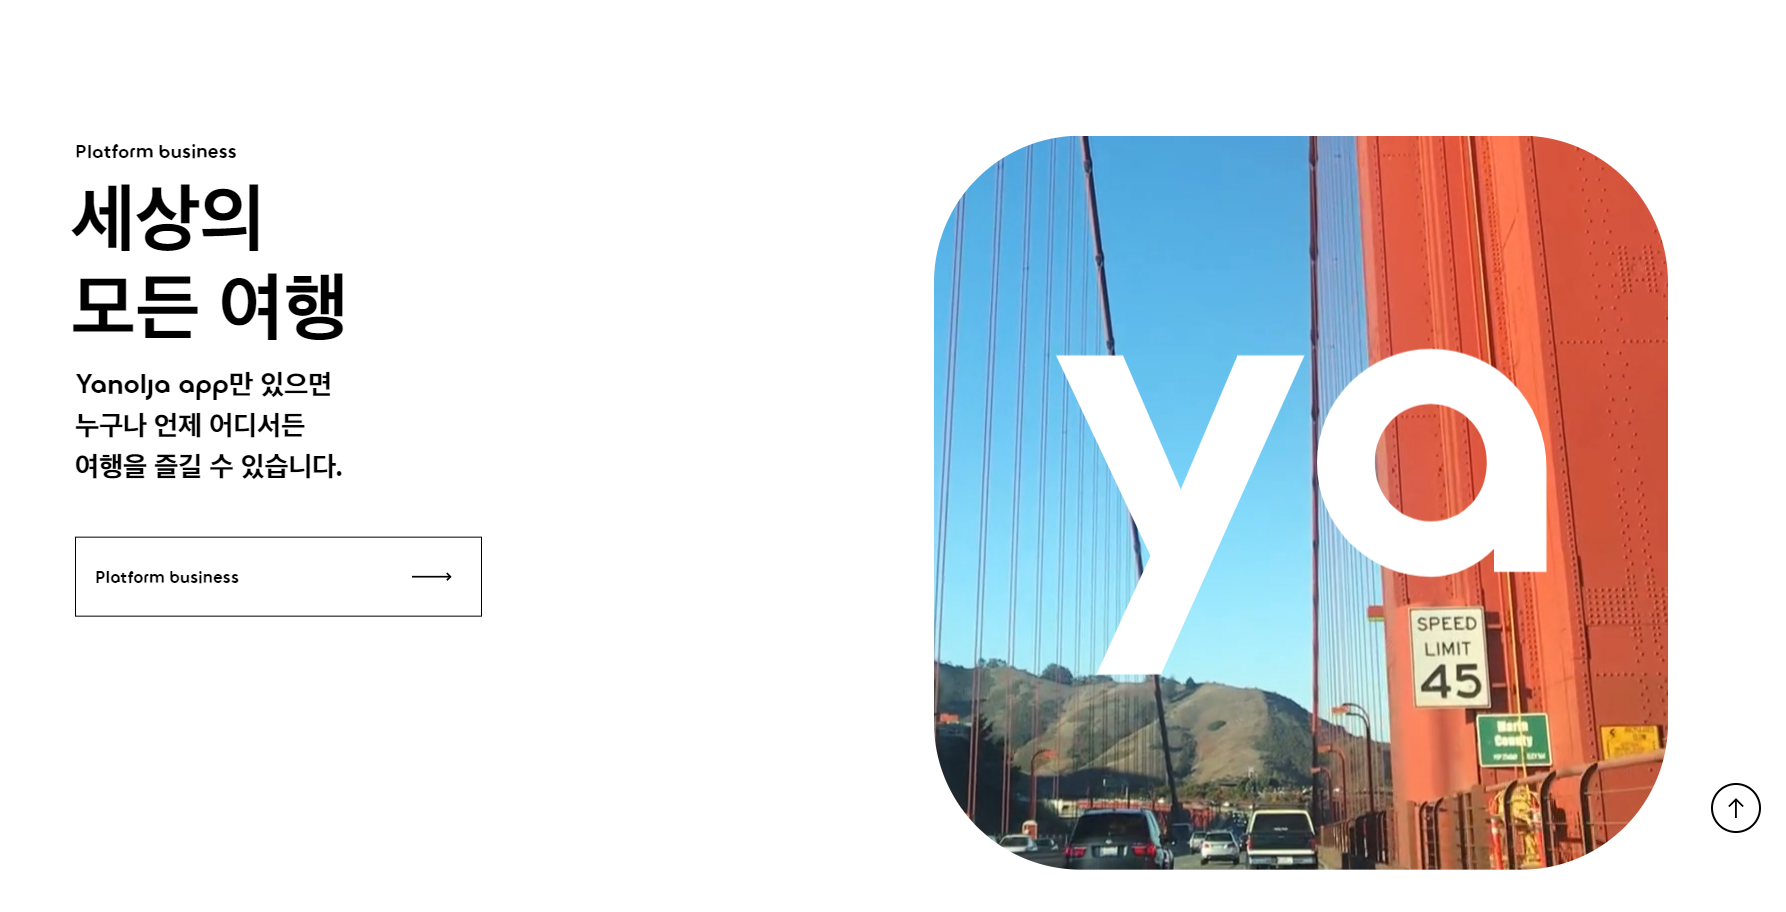 Platform business
세상의
모든 여행
Yanolja app만 있으면
누구나 언제 어디서든
여행을 즐길 수 있습니다.
Platform business
ya
SPEED
LIMIT
45
Marin
County